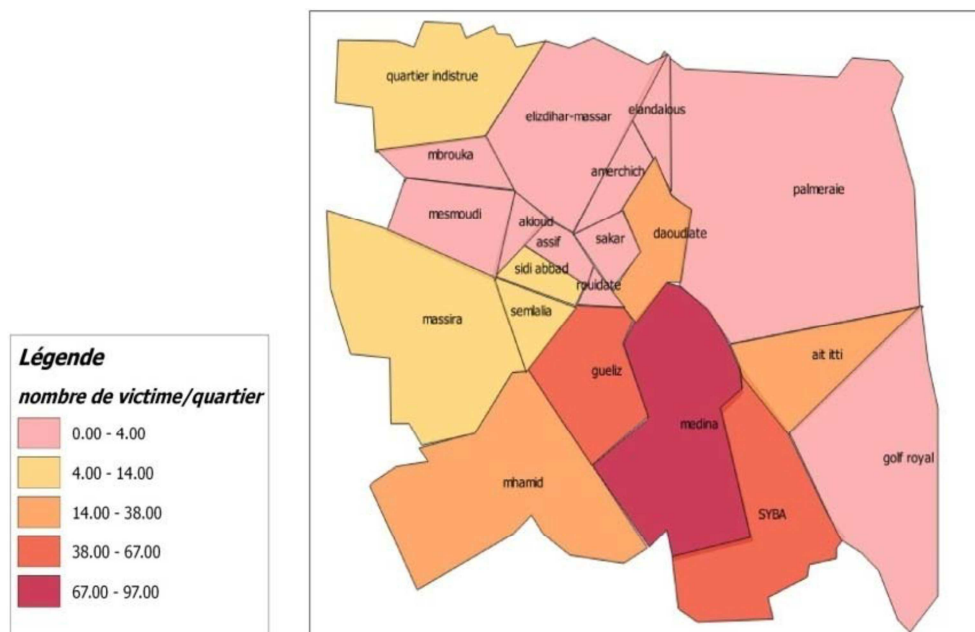 quartier indistrue
elizdihar-massar
elandalous
mbrouka
amerchich
palmeraie
mesmoudi
akioud
daoudiate
assif
sakar
sidi abbad
rouidate
semlalia
massira
ait itti
gueliz
medina
golf royal
mhamid
SYBA
Légende
nombre de victime/quartier
0.00 - 4.00
4.00 - 14.00
14.00 - 38.00
38.00 - 67.00
67.00 - 97.00